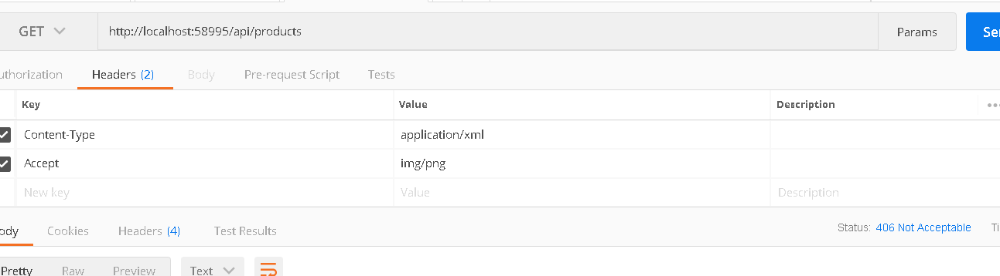 GET http://localhost:58995/api/products Params Se
uthorization Headers (2) Body Pre-request Script Tests
Key Value Description
Content-Type application/xml
Accept img/png
New key Value Description
ody Cookies Headers (4) Test Results Status: 406 Not Acceptable Ti
Pretty Raw Preview Text